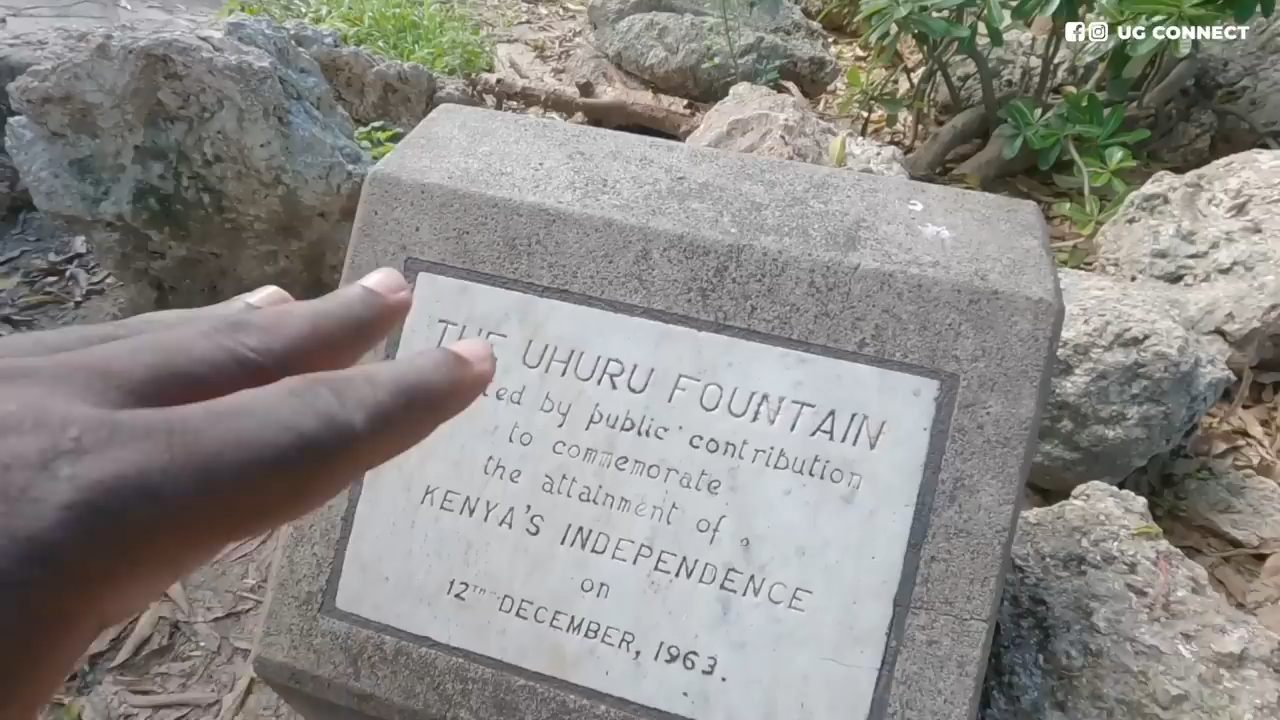 UG CONNECT
THE UHURU FOUNTAIN
by public contribution
to commemorate
the attainment of
KENYA'S INDEPENDENCE
on
12TH DECEMBER, 1963.